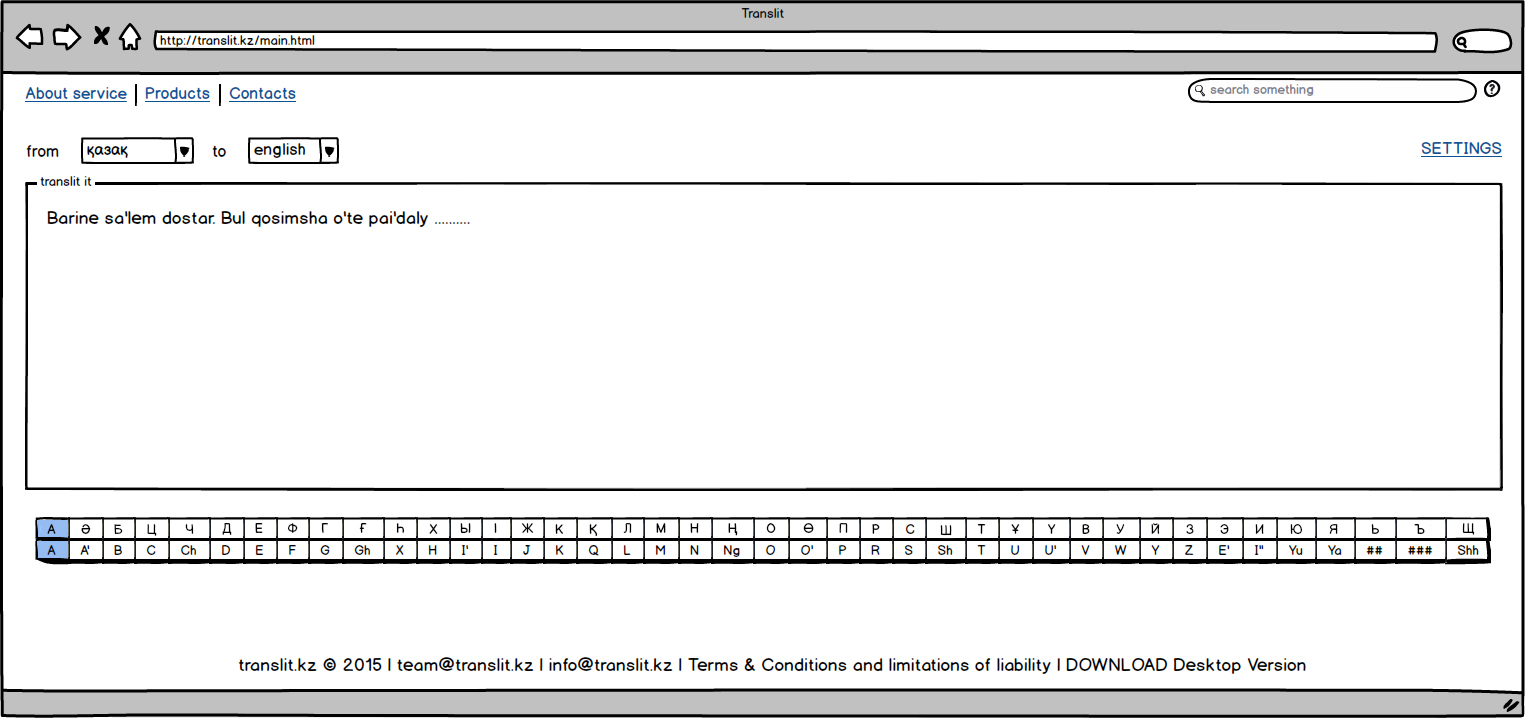 Translit
http://translit.kz/main.html
About service | Products | Contacts
search something ?
from қазақ to english SETTINGS
translit it
Barine sa'lem dostar. Bul qosimsha o'te pai'daly ..........
А Ә Б Ц Ч Д Е Ф Г Ғ Һ Х Ы І Ж К Қ Л М Н Ң О Ө П Р С Ш Т Ұ Ү В У Й З Э И Ю Я Ь Ъ Щ
A A' B C Ch D E F G Gh X H I' I J K Q L M N Ng O O' P R S Sh T U U' V W Y Z E' I" Yu Ya ## ### Shh
translit.kz © 2015 | team@translit.kz | info@translit.kz | Terms & Conditions and limitations of liability | DOWNLOAD Desktop Version